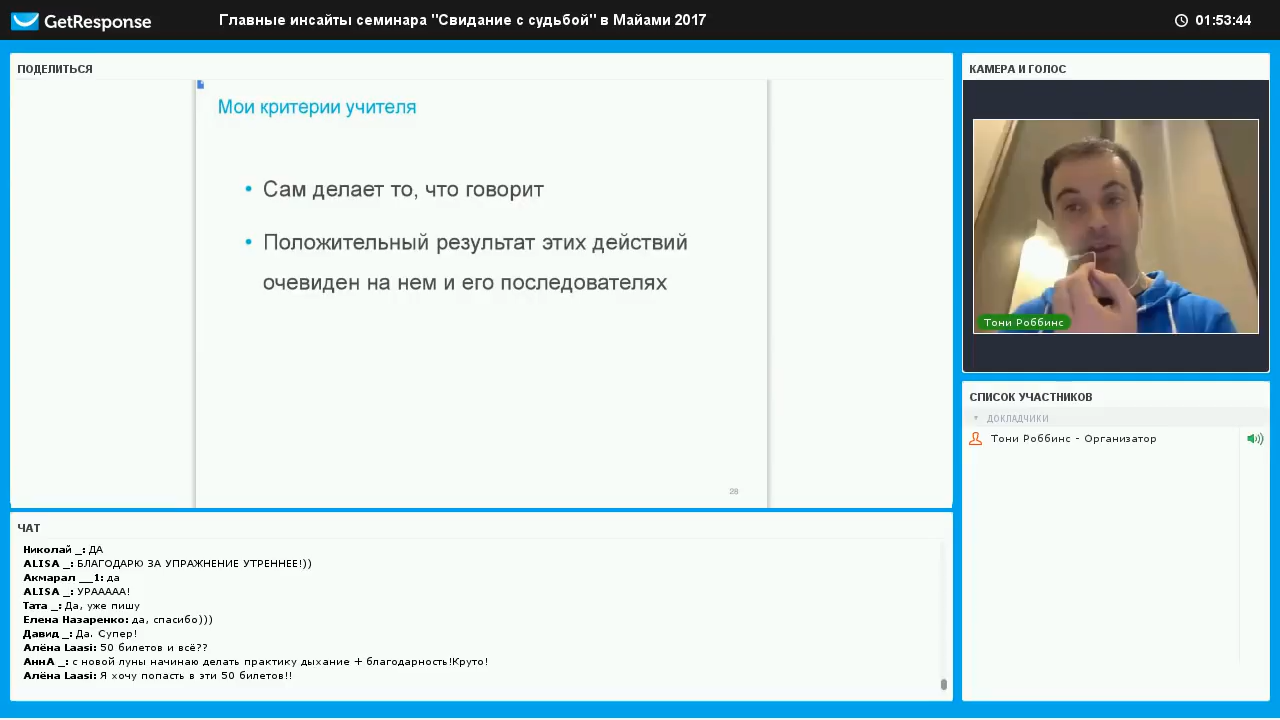 GetResponse
Главные инсайты семинара "Свидание с судьбой" в Майами 2017
01:53:44
ПОДЕЛИТЬСЯ
Мои критерии учителя
• Сам делает то, что говорит
• Положительный результат этих действий
очевиден на нем и его последователях
28
КАМЕРА И ГОЛОС
Тони Роббинс
СПИСОК УЧАСТНИКОВ
ДОКЛАДЧИКИ
Тони Роббинс - Организатор
ЧАТ
Николай _: ДА
ALISA _: БЛАГОДАРЮ ЗА УПРАЖНЕНИЕ УТРЕННЕЕ!))
Акмарал __1: да
ALISA _: УРААААА!
Тата _: Да, уже пишу
Елена Назаренко: да, спасибо)))
Давид _: Да. Супер!
Алёна Laasi: 50 билетов и всё??
АннА _: с новой луны начинаю делать практику дыхание + благодарность!Круто!
Алёна Laasi: Я хочу попасть в эти 50 билетов!!